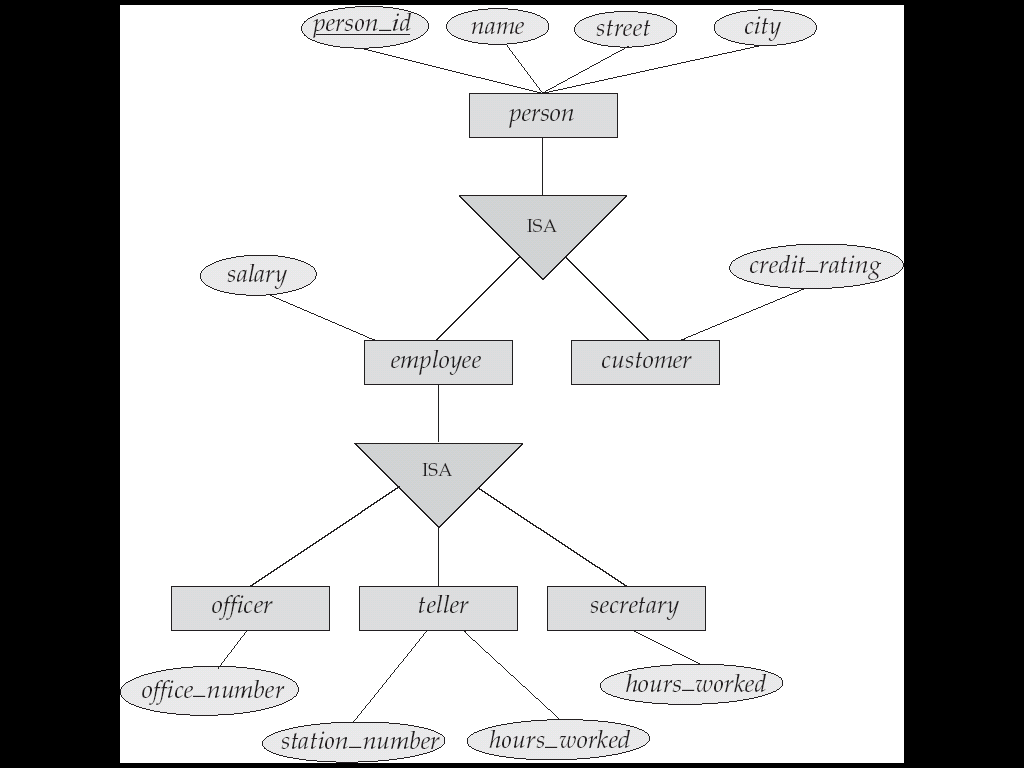 person_id name street city
person
ISA
salary credit_rating
employee customer
ISA
officer teller secretary
office_number hours_worked
station_number hours_worked